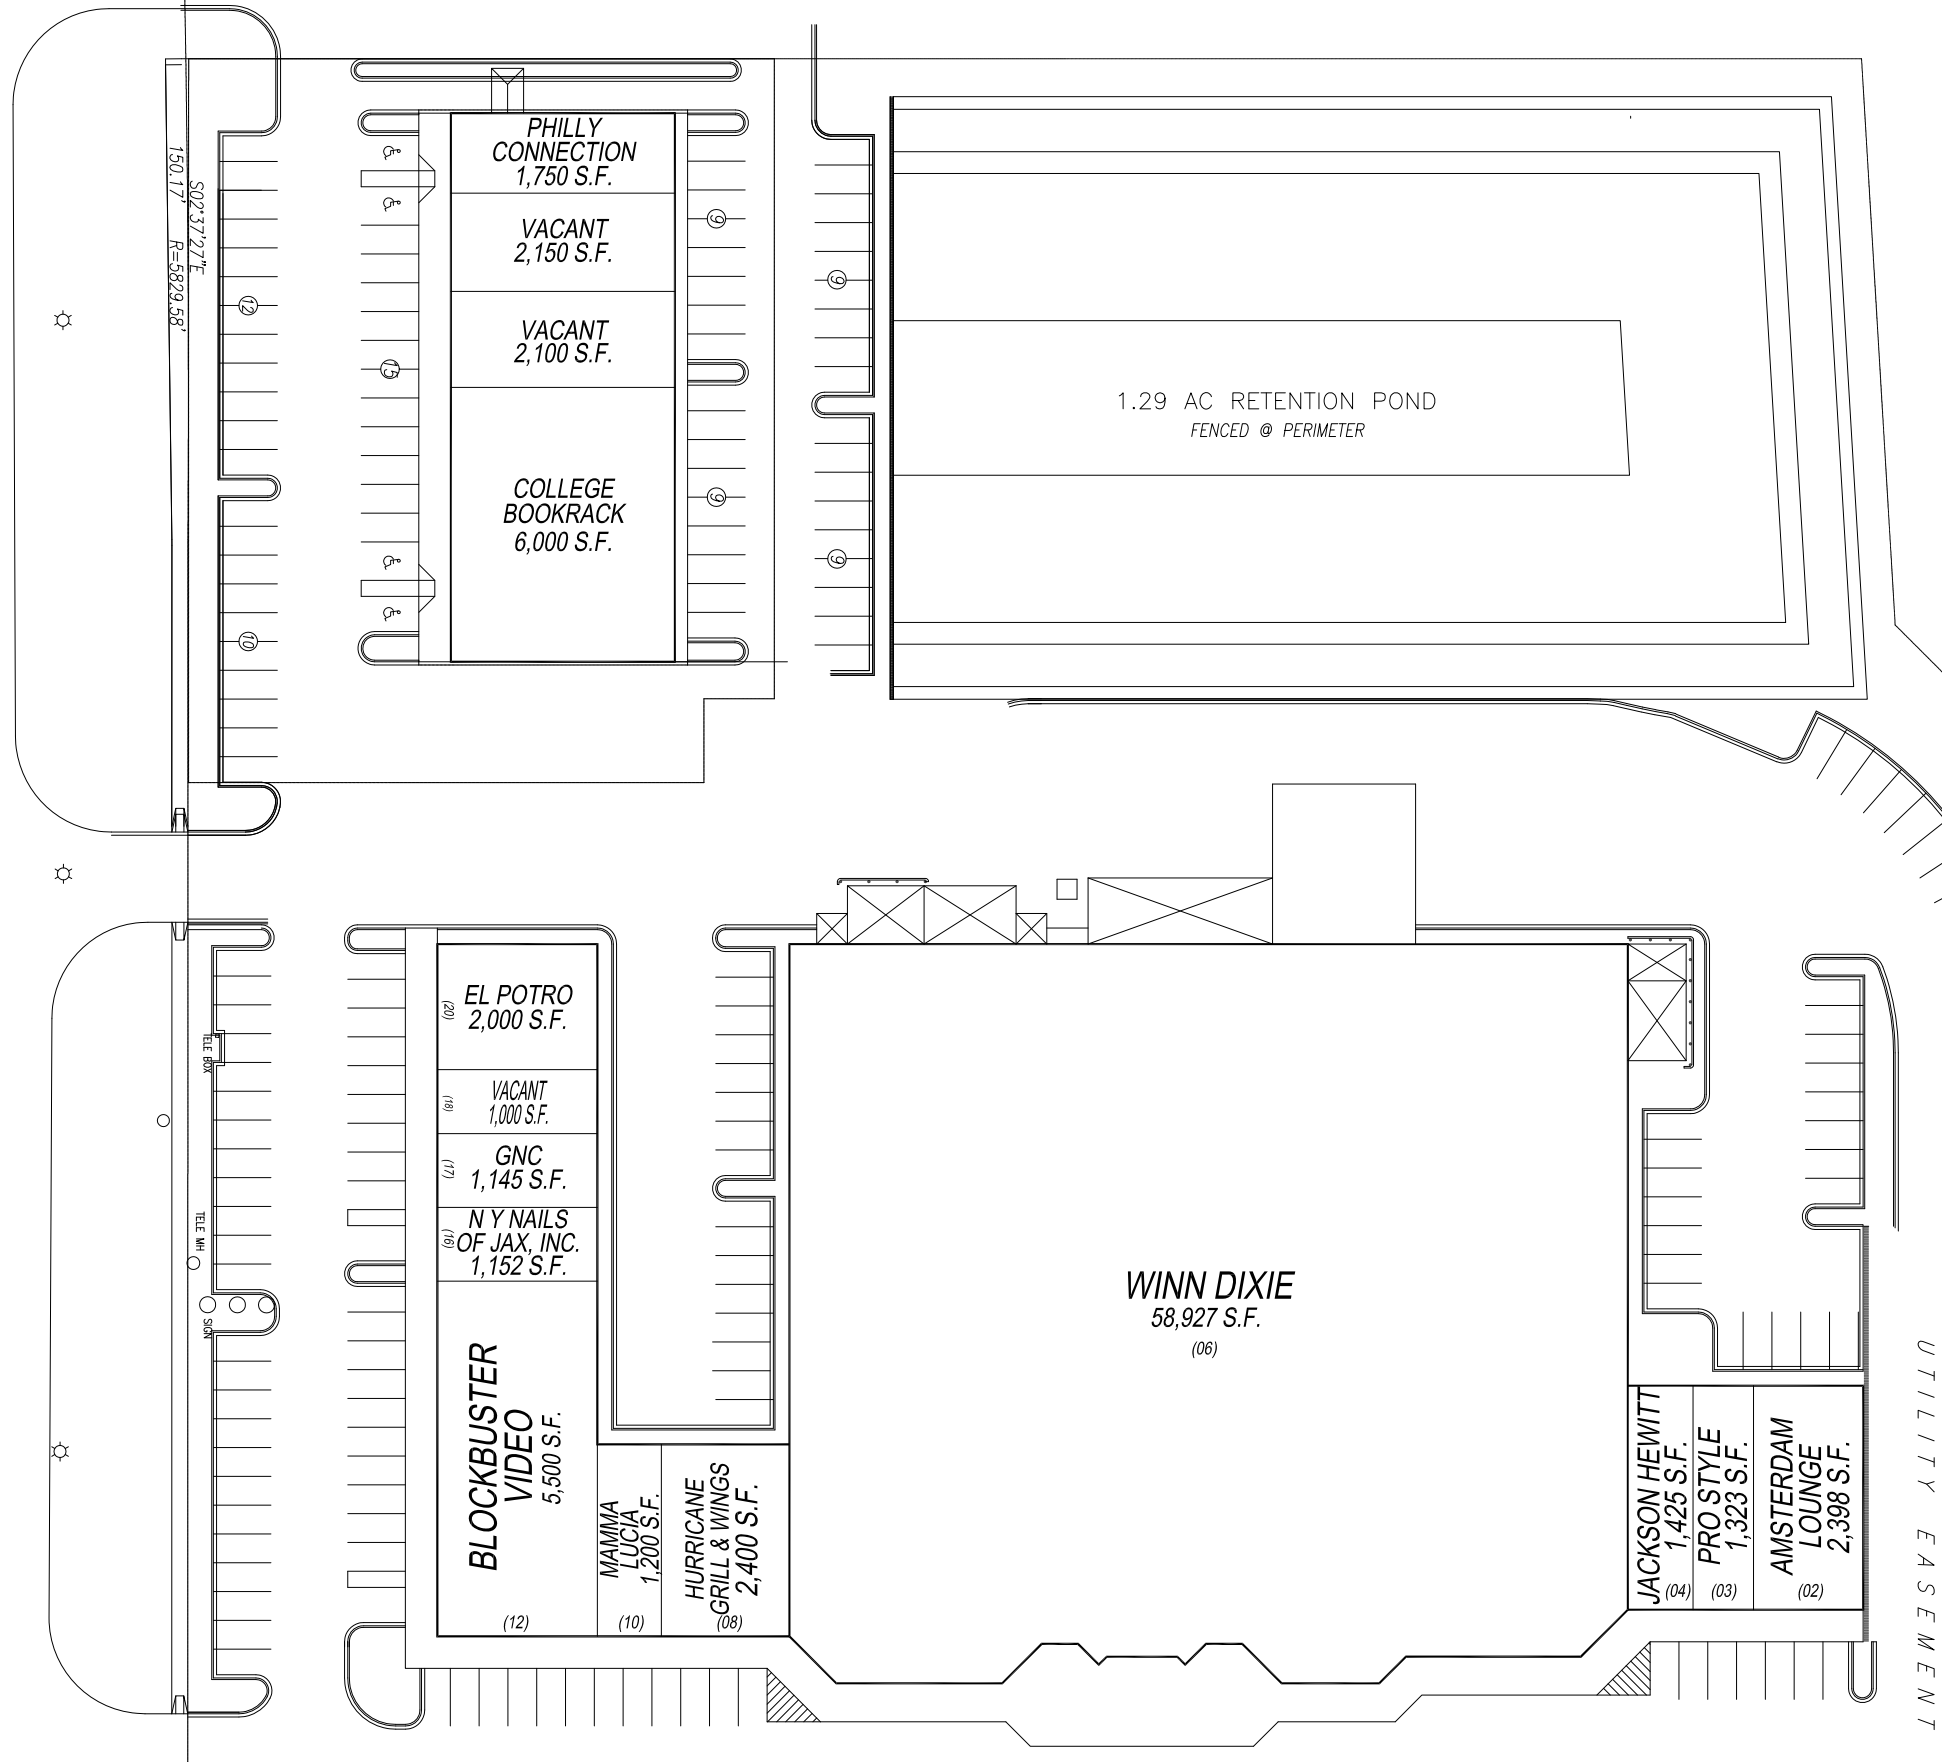 PHILLY
CONNECTION
1,750 S.F.
VACANT
2,150 S.F.
VACANT
2,100 S.F.
COLLEGE
BOOKRACK
6,000 S.F.
S02°37'27"E
150.17' R=5829.58'
12
10
15
9
9
9
9
1.29 AC RETENTION POND
FENCED @ PERIMETER
EL POTRO
2,000 S.F.
(20)
VACANT
1,000 S.F.
(18)
GNC
1,145 S.F.
(17)
N Y NAILS
OF JAX, INC.
1,152 S.F.
(16)
BLOCKBUSTER
VIDEO
5,500 S.F.
(12)
MAMMA
LUCIA
1,200 S.F.
(10)
HURRICANE
GRILL & WINGS
2,400 S.F.
(08)
WINN DIXIE
58,927 S.F.
(06)
JACKSON HEWITT
1,425 S.F.
(04)
PRO STYLE
1,323 S.F.
(03)
AMSTERDAM
LOUNGE
2,398 S.F.
(02)
TELE BOX
TELE MH
SIGN
UTILITY EASEMENT